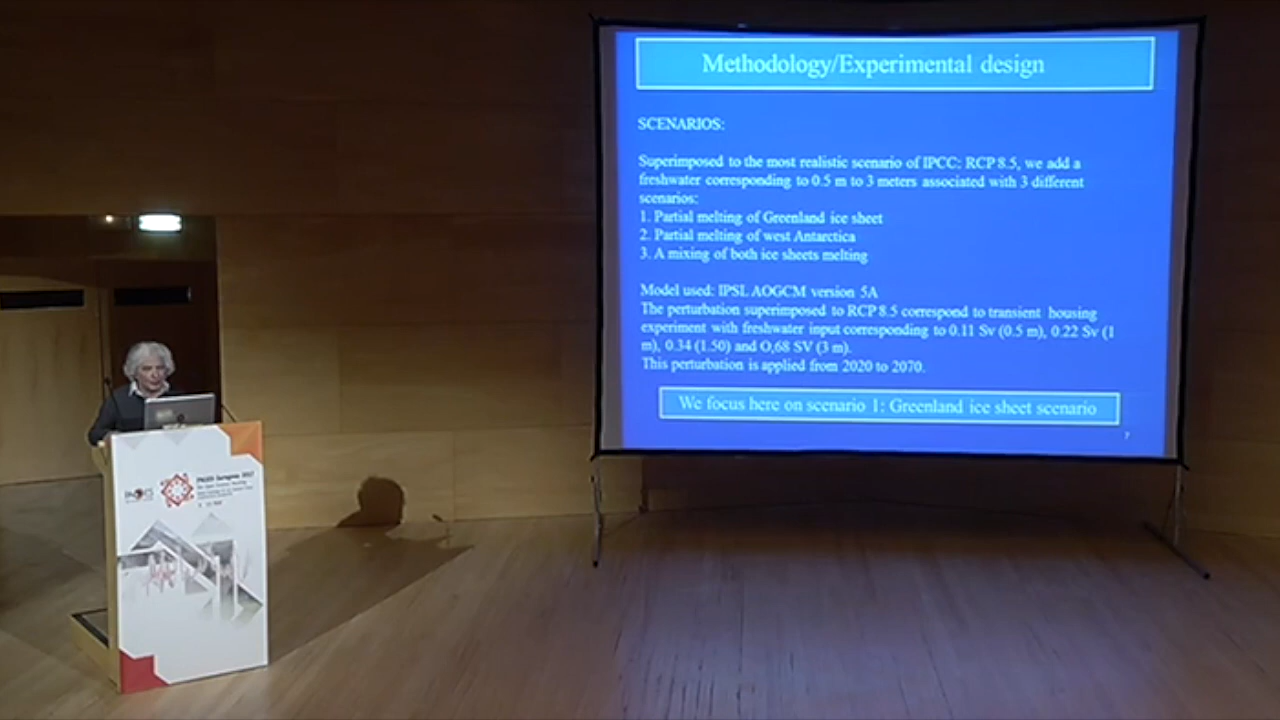 Methodology/Experimental design
SCENARIOS:
Superimposed to the most realistic scenario of IPCC: RCP 8.5, we add a
freshwater corresponding to 0.5 m to 3 meters associated with 3 different
scenarios:
1. Partial melting of Greenland ice sheet
2. Partial melting of west Antarctica
3. A mixing of both ice sheets melting
Model used: IPSL AOGCM version 5A
The perturbation superimposed to RCP 8.5 correspond to transient housing
experiment with freshwater input corresponding to 0.11 Sv (0.5 m), 0.22 Sv (1
m), 0.34 (1.50) and O,68 SV (3 m).
This perturbation is applied from 2020 to 2070.
We focus here on scenario 1: Greenland ice sheet scenario
7
PAGES
PAGES Zaragoza 2017